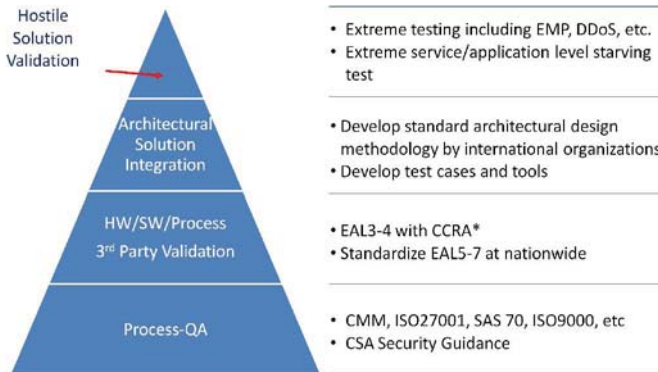 Hostile
Solution
Validation
• Extreme testing including EMP, DDoS, etc.
• Extreme service/application level starving
test
Architectural
Solution
Integration
• Develop standard architectural design
methodology by international organizations
• Develop test cases and tools
HW/SW/Process
3rd Party Validation
• EAL3-4 with CCRA*
• Standardize EAL5-7 at nationwide
Process-QA
• CMM, ISO27001, SAS 70, ISO9000, etc
• CSA Security Guidance